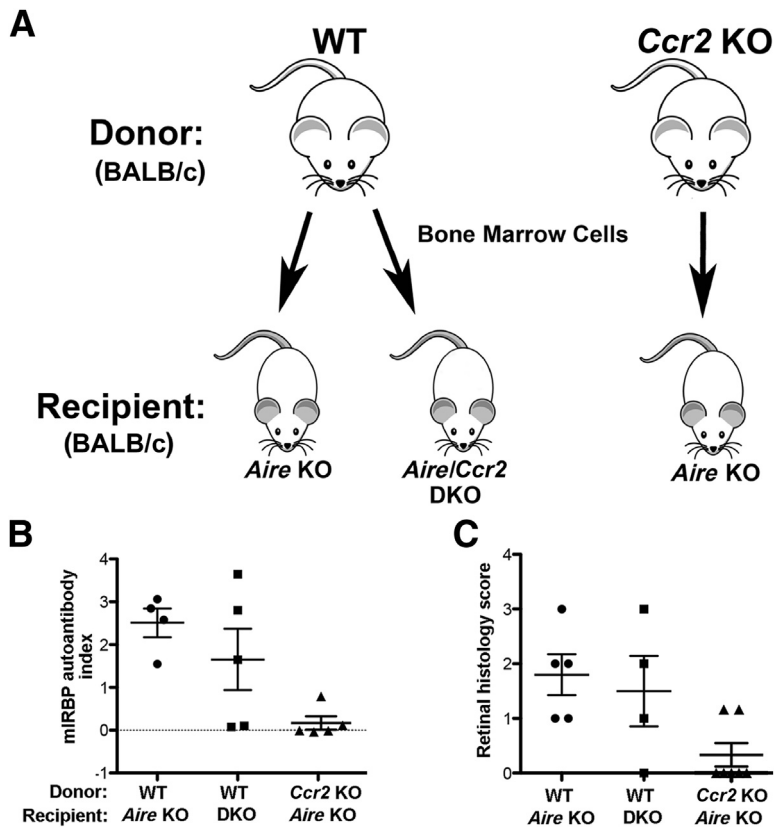 A
WT
Ccr2 KO
Donor:
(BALB/c)
Bone Marrow Cells
Recipient:
(BALB/c)
Aire KO
Aire/Ccr2
DKO
Aire KO
B
mIRBP autoantibody
index
4
3
2
1
0
-1
Donor: WT WT Ccr2 KO
Recipient: Aire KO DKO Aire KO
C
Retinal histology score
4
3
2
1
0
WT WT Ccr2 KO
Aire KO DKO Aire KO